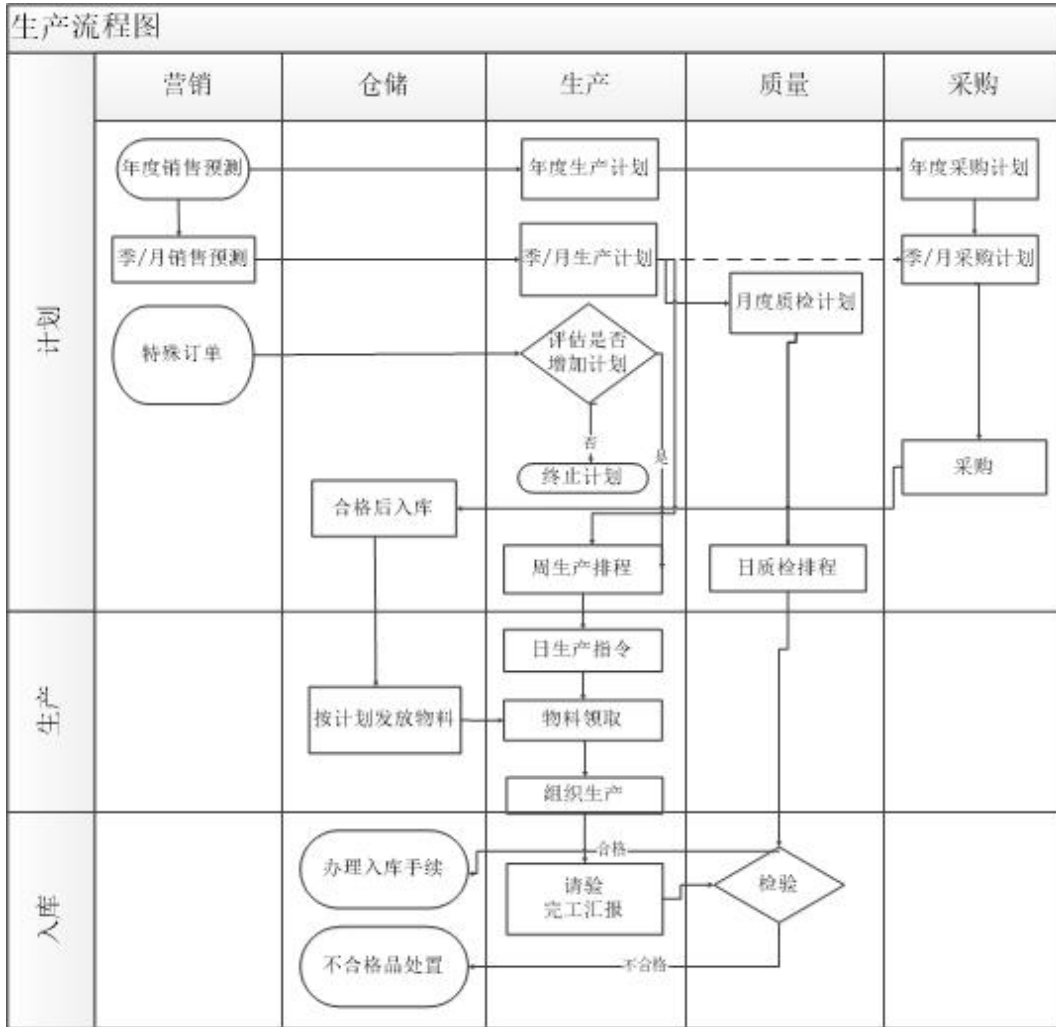 生产流程图
营销
仓储
生产
质量
采购
计划
年度销售预测
年度生产计划
年度采购计划
季/月销售预测
季/月生产计划
季/月采购计划
月度质检计划
特殊订单
评估是否
增加计划
否
是
终止计划
采购
合格后入库
周生产排程
日质检排程
生产
日生产指令
按计划发放物料
物料领取
组织生产
入库
办理入库手续
合格
请验
完工汇报
检验
不合格品处置
不合格